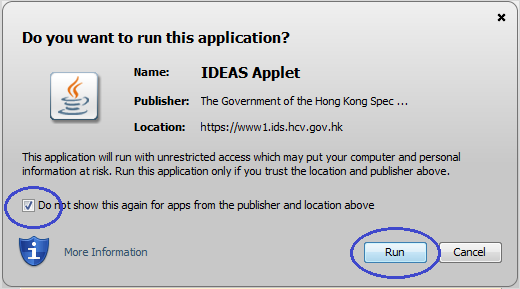 Do you want to run this application?
Name: IDEAS Applet
Publisher: The Government of the Hong Kong Spec ...
Location: https://www1.ids.hcv.gov.hk
This application will run with unrestricted access which may put your computer and personal
information at risk. Run this application only if you trust the location and publisher above.
Do not show this again for apps from the publisher and location above
More Information
Run
Cancel